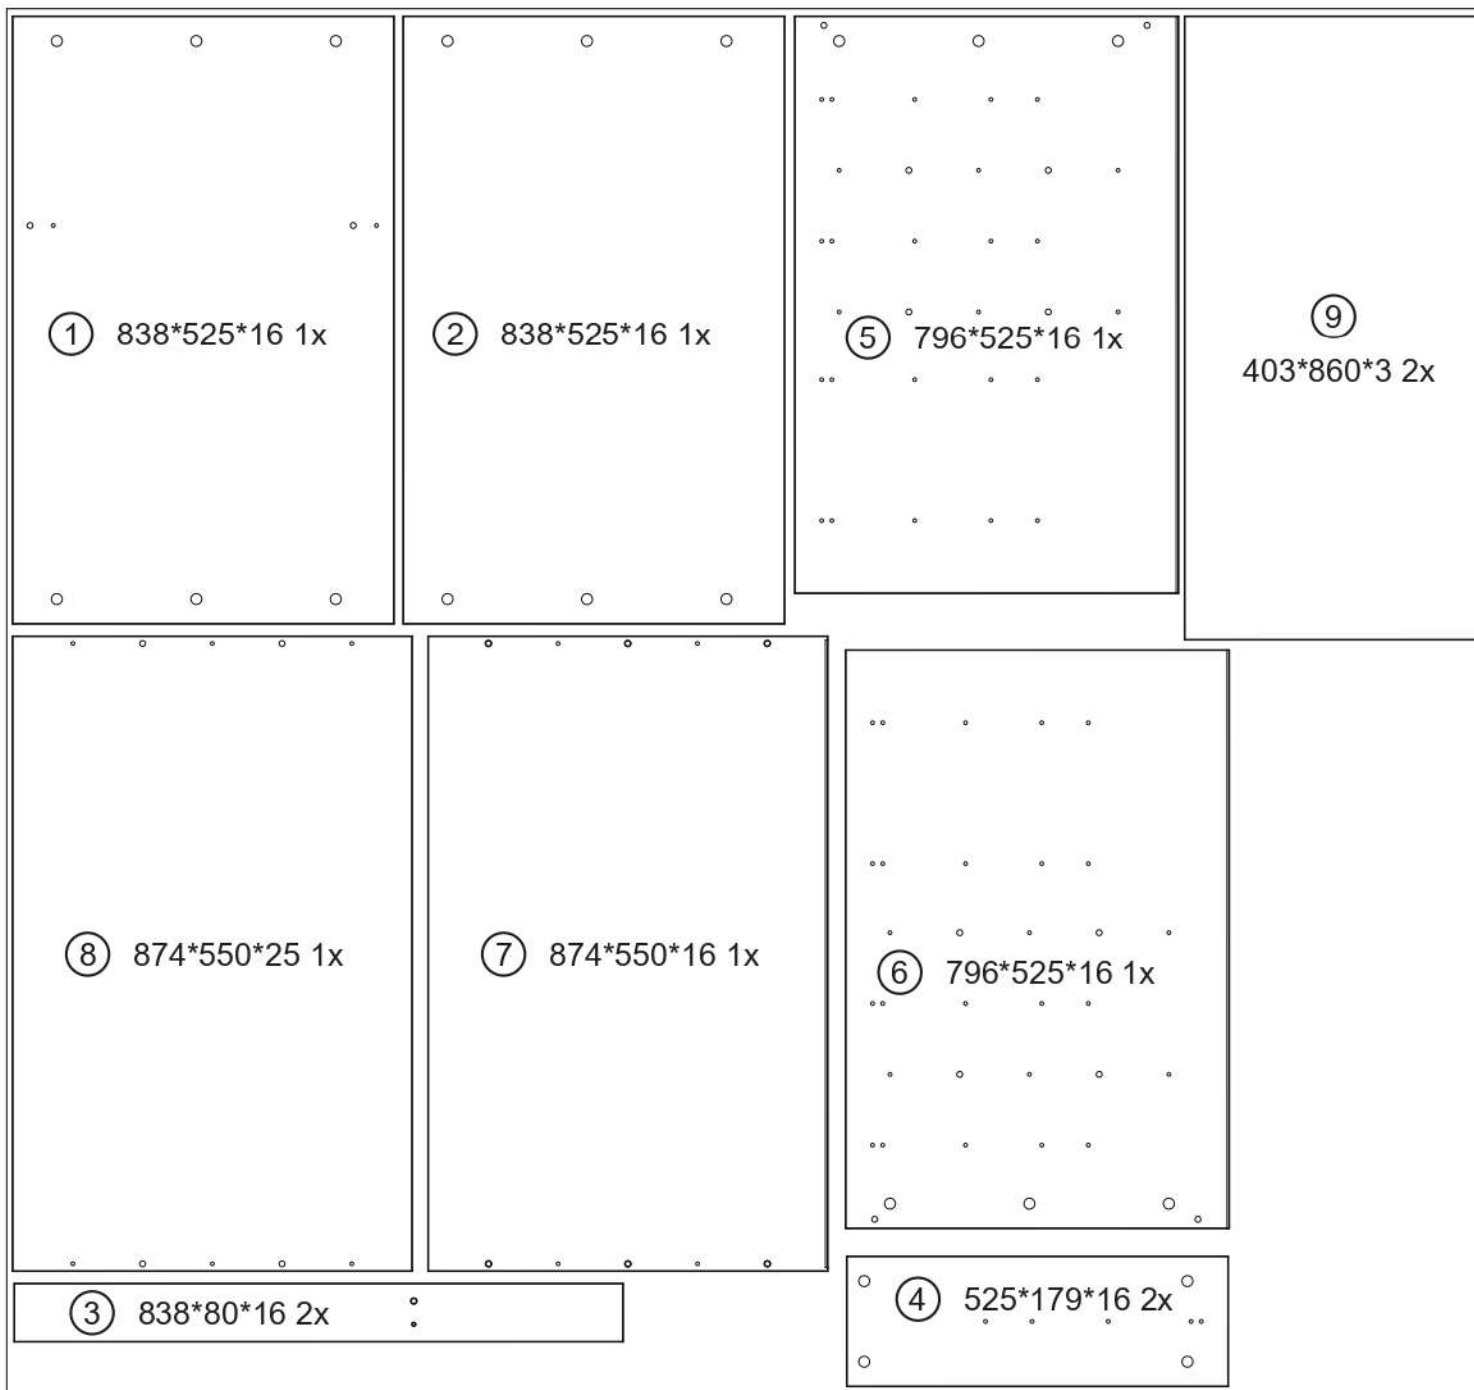 ① 838*525*16 1x
② 838*525*16 1x
⑤ 796*525*16 1x
⑨
403*860*3 2x
⑧ 874*550*25 1x
⑦ 874*550*16 1x
⑥ 796*525*16 1x
③ 838*80*16 2x
④ 525*179*16 2x